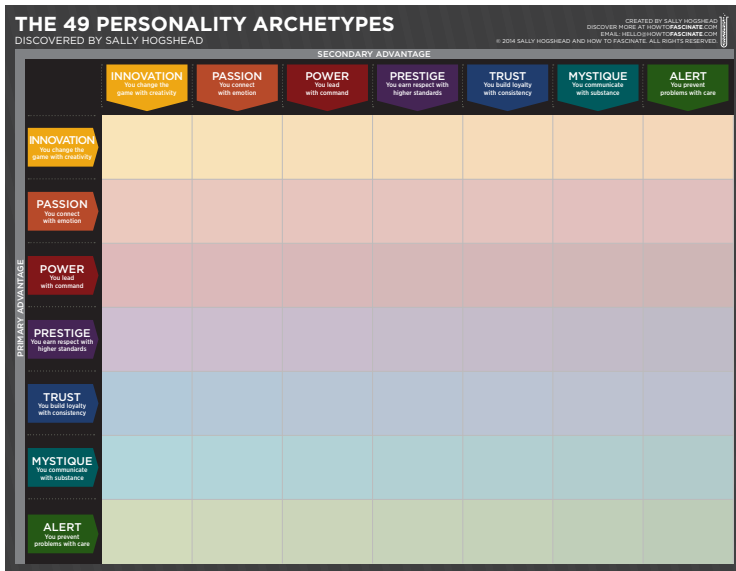 THE 49 PERSONALITY ARCHETYPES
DISCOVERED BY SALLY HOGSHEAD
CREATED BY SALLY HOGSHEAD
DISCOVER MORE AT HOWTOFASCINATE.COM
EMAIL: HELLO@HOWTOFASCINATE.COM
© 2014 SALLY HOGSHEAD AND HOW TO FASCINATE. ALL RIGHTS RESERVED.
SECONDARY ADVANTAGE
INNOVATION
You change the
game with creativity
PASSION
You connect
with emotion
POWER
You lead
with command
PRESTIGE
You earn respect with
higher standards
TRUST
You build loyalty
with consistency
MYSTIQUE
You communicate
with substance
ALERT
You prevent
problems with care
PRIMARY ADVANTAGE
INNOVATION
You change the
game with creativity
PASSION
You connect
with emotion
POWER
You lead
with command
PRESTIGE
You earn respect with
higher standards
TRUST
You build loyalty
with consistency
MYSTIQUE
You communicate
with substance
ALERT
You prevent
problems with care